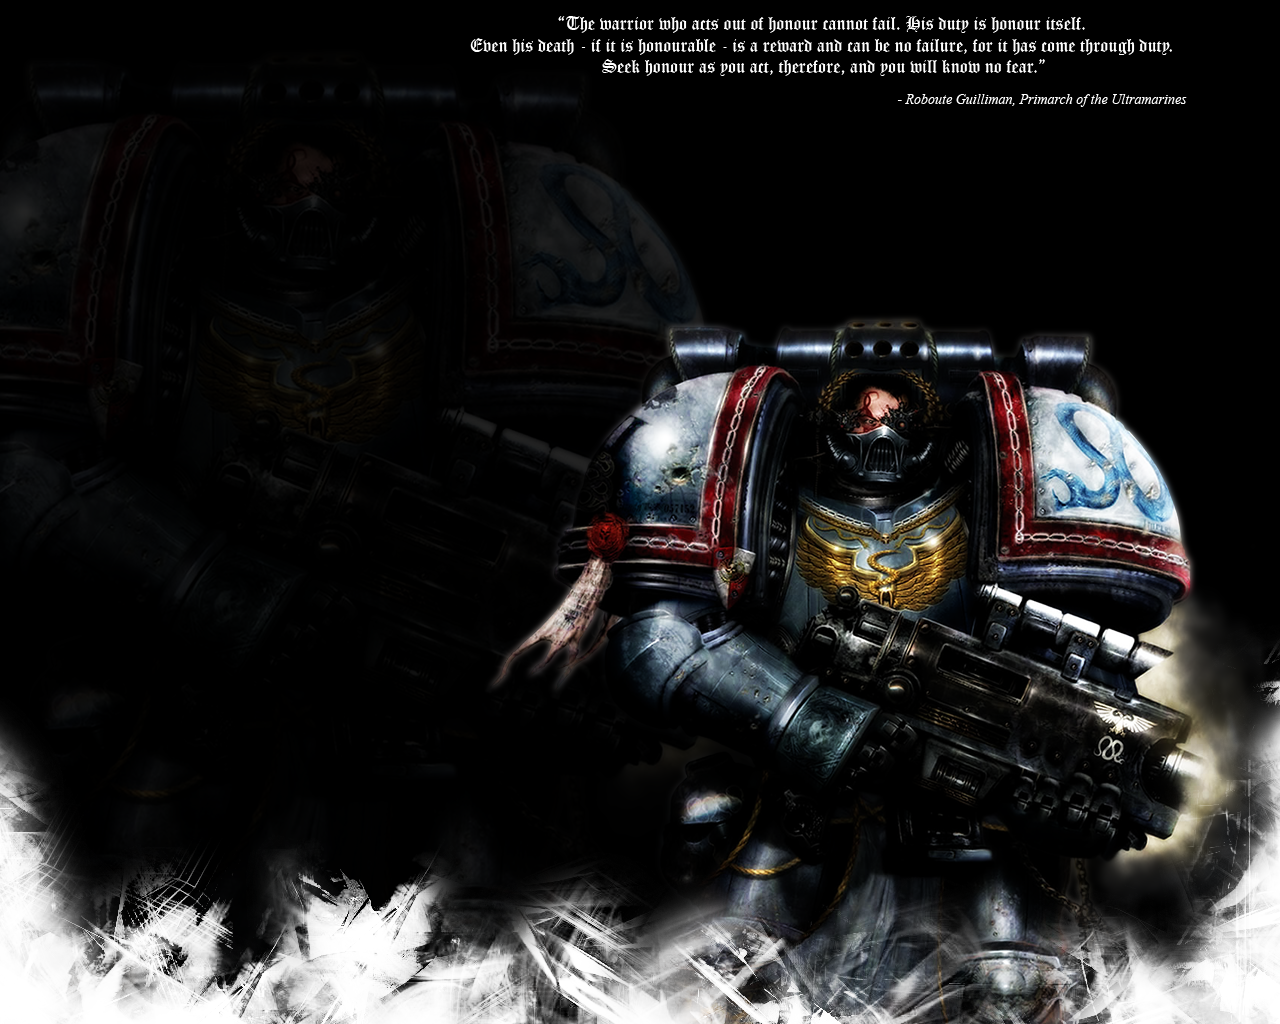 “The warrior who acts out of honour cannot fail. His duty is honour itself.
Even his death - if it is honourable - is a reward and can be no failure, for it has come through duty.
Seek honour as you act, therefore, and you will know no fear.”
- Roboute Guilliman, Primarch of the Ultramarines